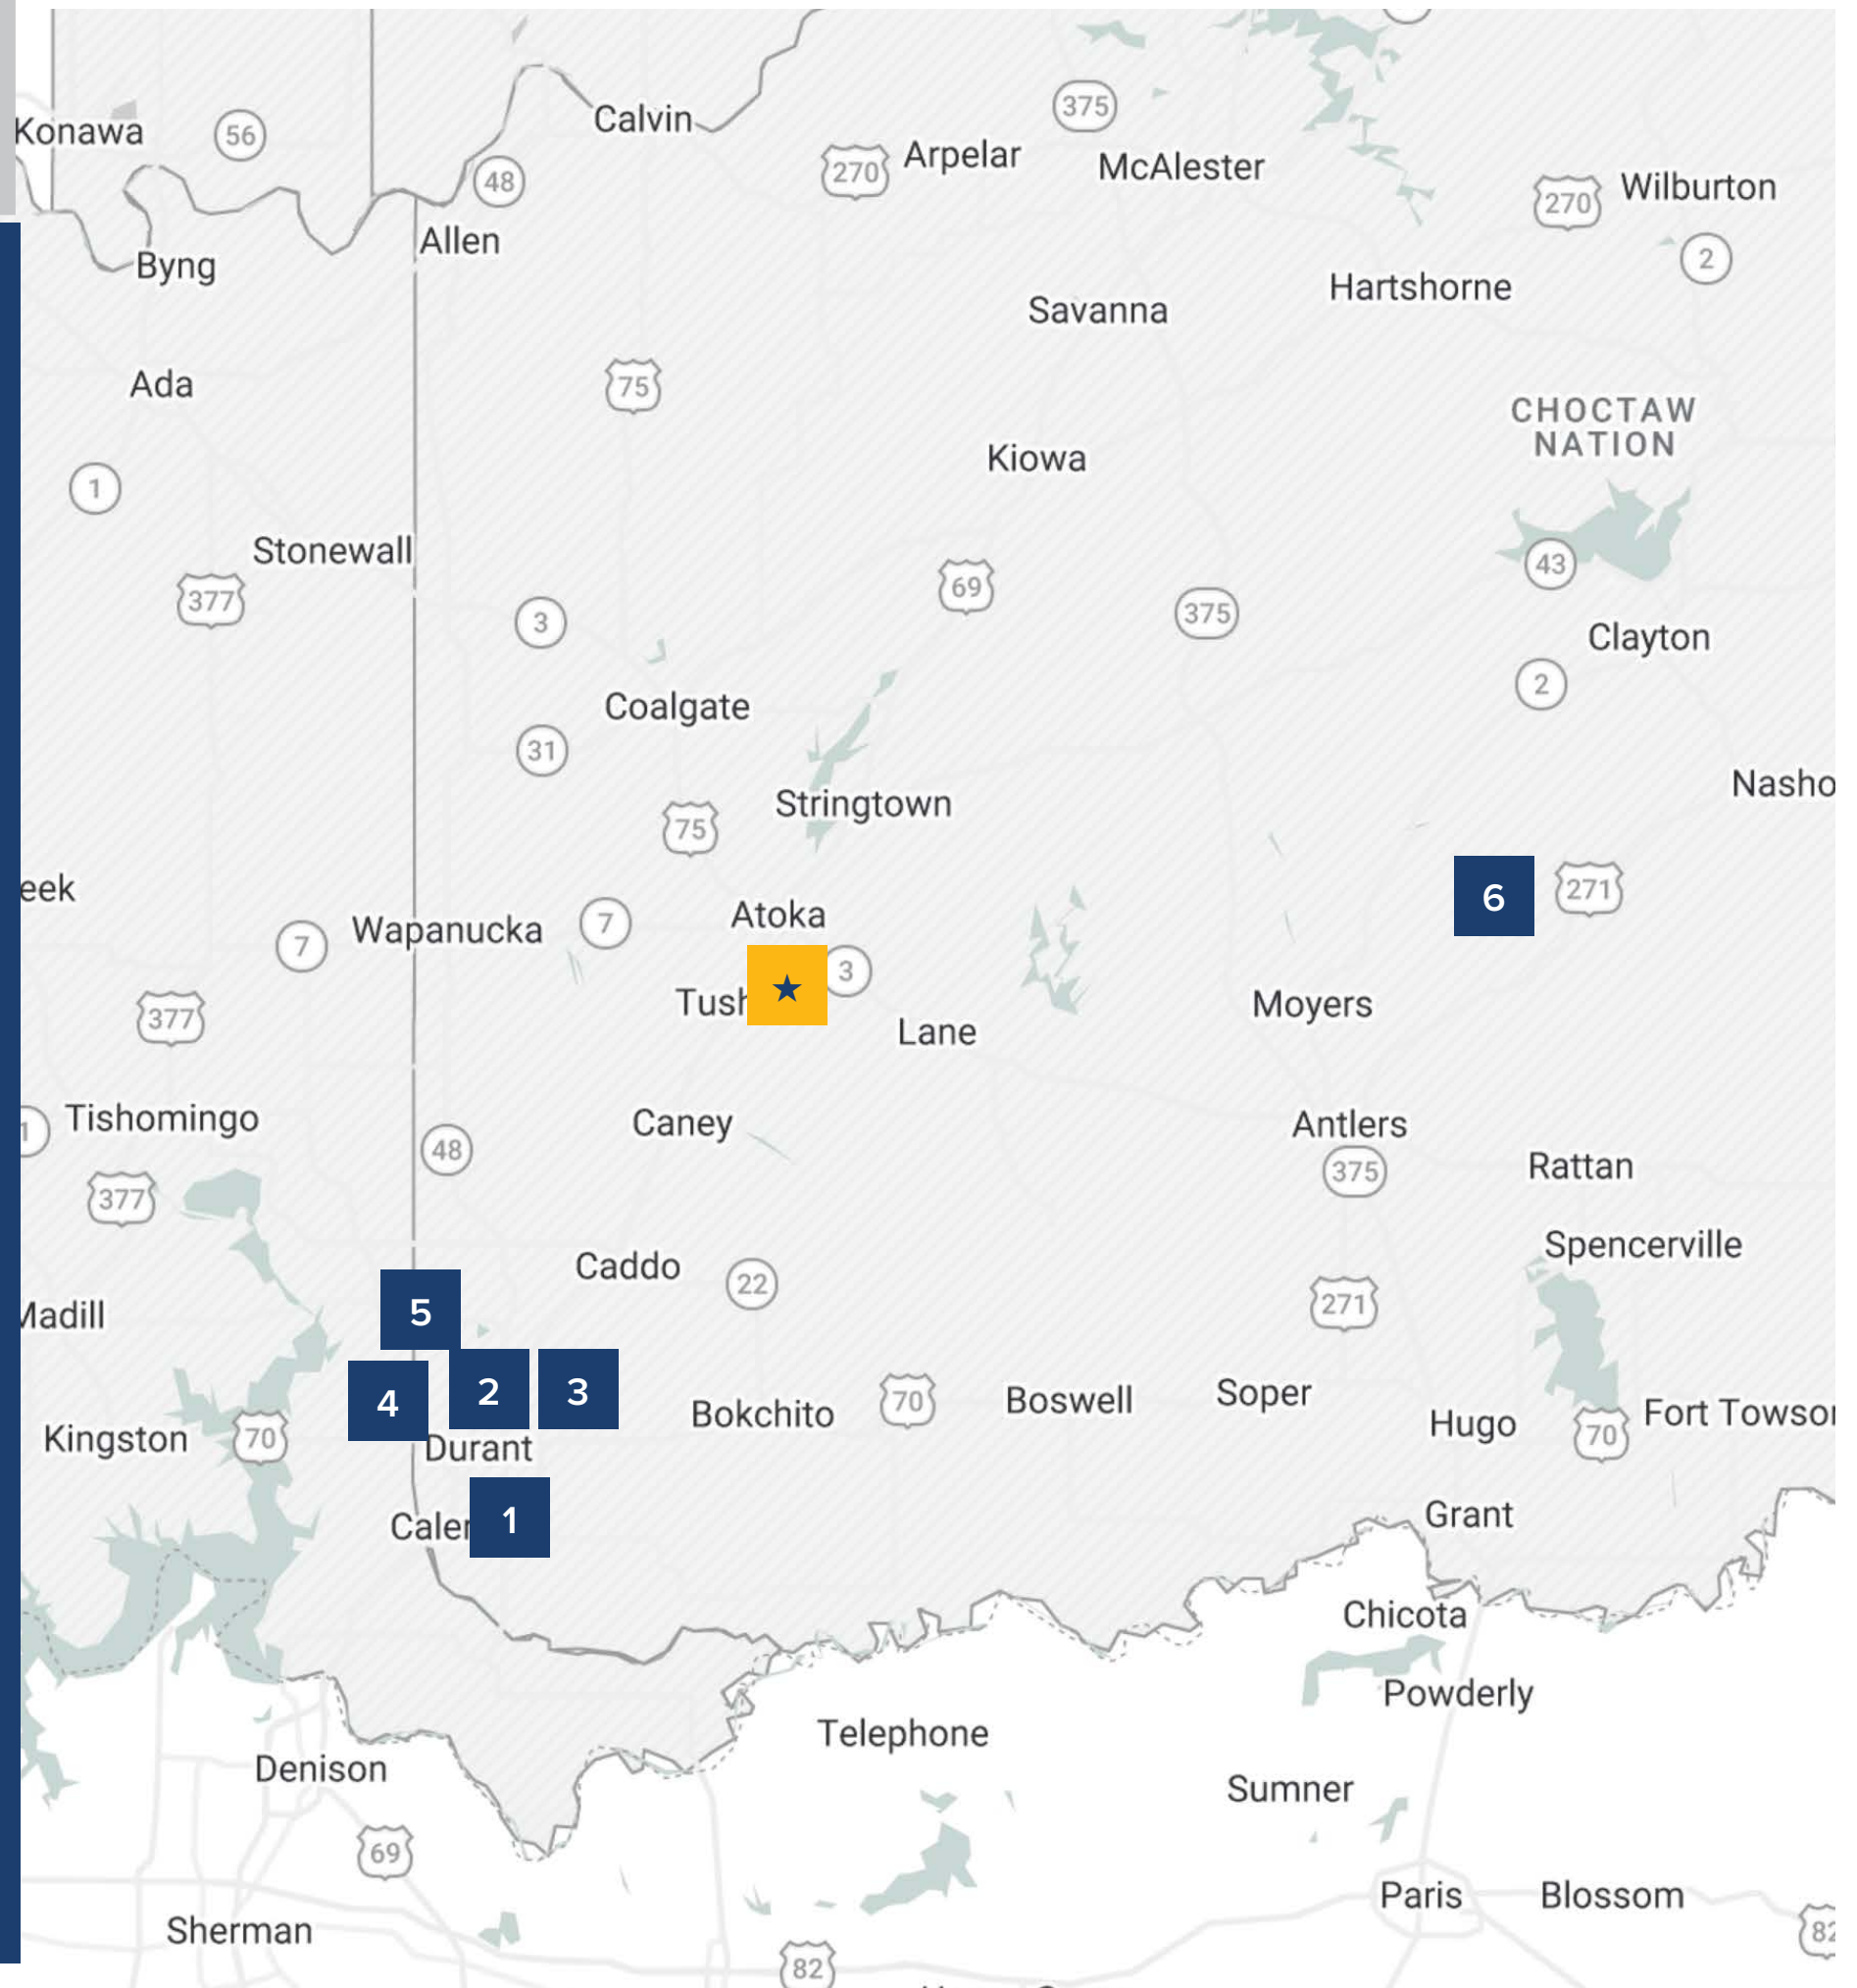 Calvin
375
Konawa
56
Arpelar
McAlester
270
48
Wilburton
270
Allen
2
Byng
Hartshorne
Savanna
Ada
75
CHOCTAW
NATION
Kiowa
1
Stonewall
43
69
377
375
3
Clayton
2
Coalgate
31
Nasho
Stringtown
75
eek
271
6
Atoka
7
Wapanucka
7
3
★
Tush
Moyers
377
Lane
Tishomingo
1
Caney
Antlers
48
Rattan
375
377
Spencerville
Caddo
22
271
5
Madill
2
3
Soper
4
Boswell
70
Bokchito
Fort Towson
Hugo
70
Kingston
70
Durant
Grant
1
Caler
Chicota
Powderly
Telephone
Denison
Sumner
69
Paris
Blossom
Sherman
82
82